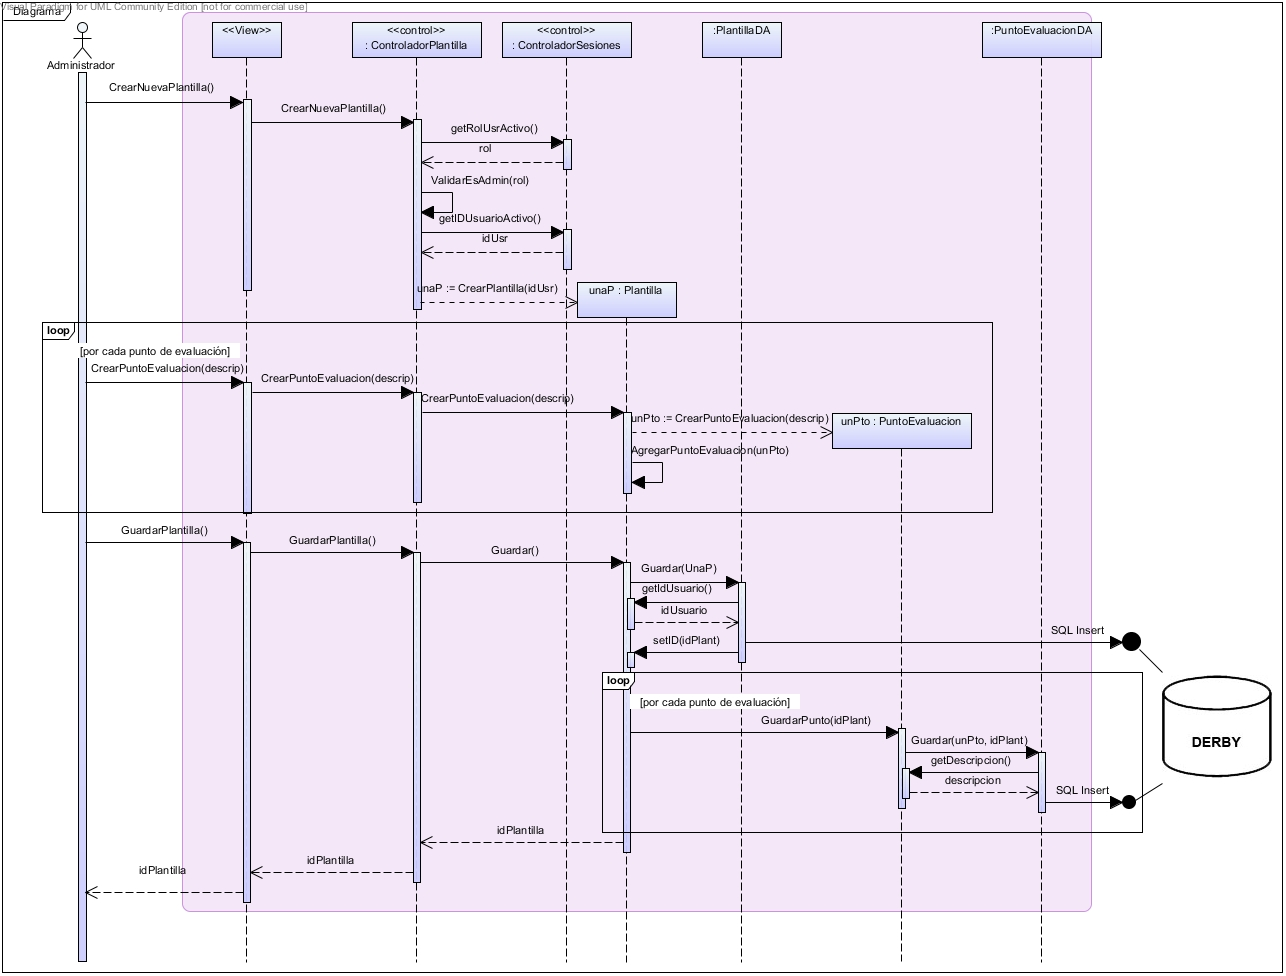 Visual Paradigm for UML Community Edition [not for commercial use]
Diagrama
Administrador
<<View>>
<<control>>
: ControladorPlantilla
<<control>>
: ControladorSesiones
:PlantillaDA
:PuntoEvaluacionDA
CrearNuevaPlantilla()
CrearNuevaPlantilla()
getRolUsrActivo()
rol
ValidarEsAdmin(rol)
getIDUsuarioActivo()
idUsr
unaP := CrearPlantilla(idUsr)
unaP : Plantilla
loop
[por cada punto de evaluación]
CrearPuntoEvaluacion(descrip)
CrearPuntoEvaluacion(descrip)
CrearPuntoEvaluacion(descrip)
unPto := CrearPuntoEvaluacion(descrip)
unPto : PuntoEvaluacion
AgregarPuntoEvaluacion(unPto)
GuardarPlantilla()
GuardarPlantilla()
Guardar()
Guardar(UnaP)
getIdUsuario()
idUsuario
setID(idPlant)
SQL Insert
loop
[por cada punto de evaluación]
GuardarPunto(idPlant)
Guardar(unPto, idPlant)
getDescripcion()
descripcion
SQL Insert
DERBY
idPlantilla
idPlantilla
idPlantilla